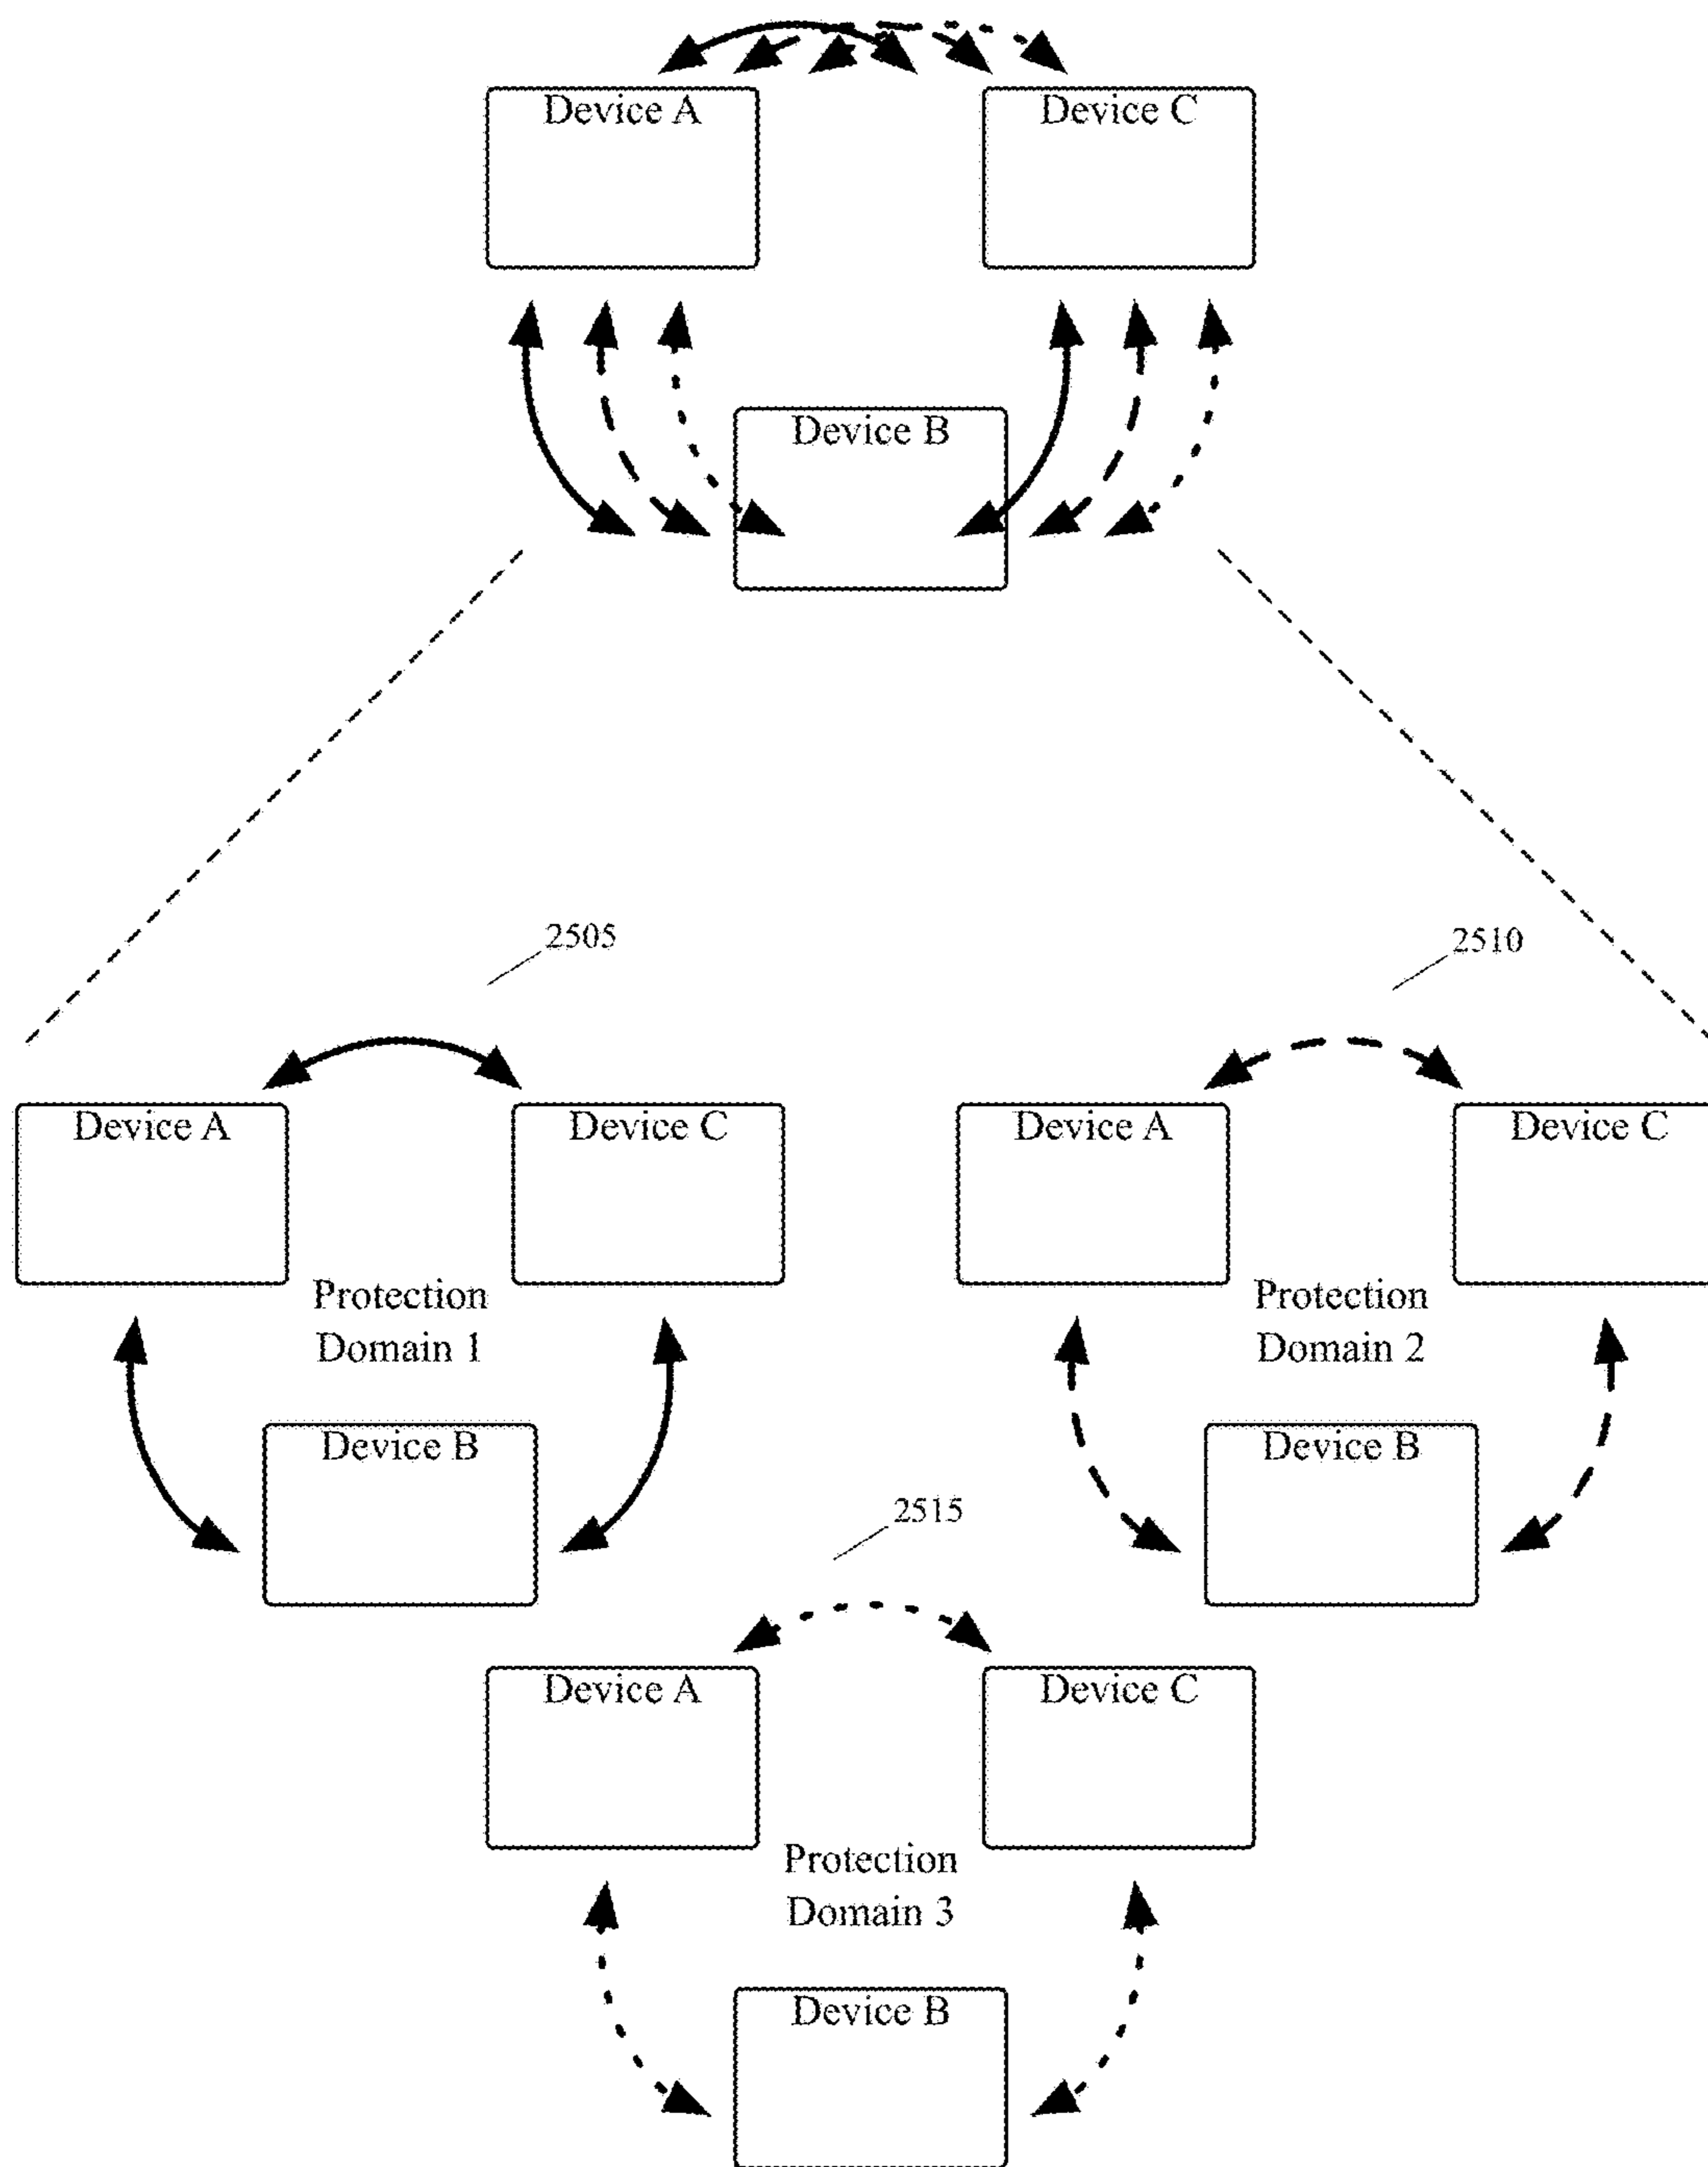 Device A
Device C
Device B
2505
2510
Device A
Device C
Device A
Device C
Protection
Domain 1
Protection
Domain 2
Device B
Device B
2515
Device A
Device C
Protection
Domain 3
Device B